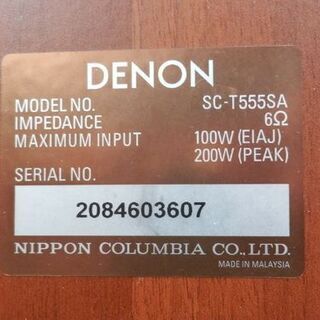 DENON
MODEL NO. SC-T555SA
IMPEDANCE 6Ω
MAXIMUM INPUT 100W (EIAJ)
200W (PEAK)
SERIAL NO.
2084603607
NIPPON COLUMBIA CO., LTD.
MADE IN MALAYSIA